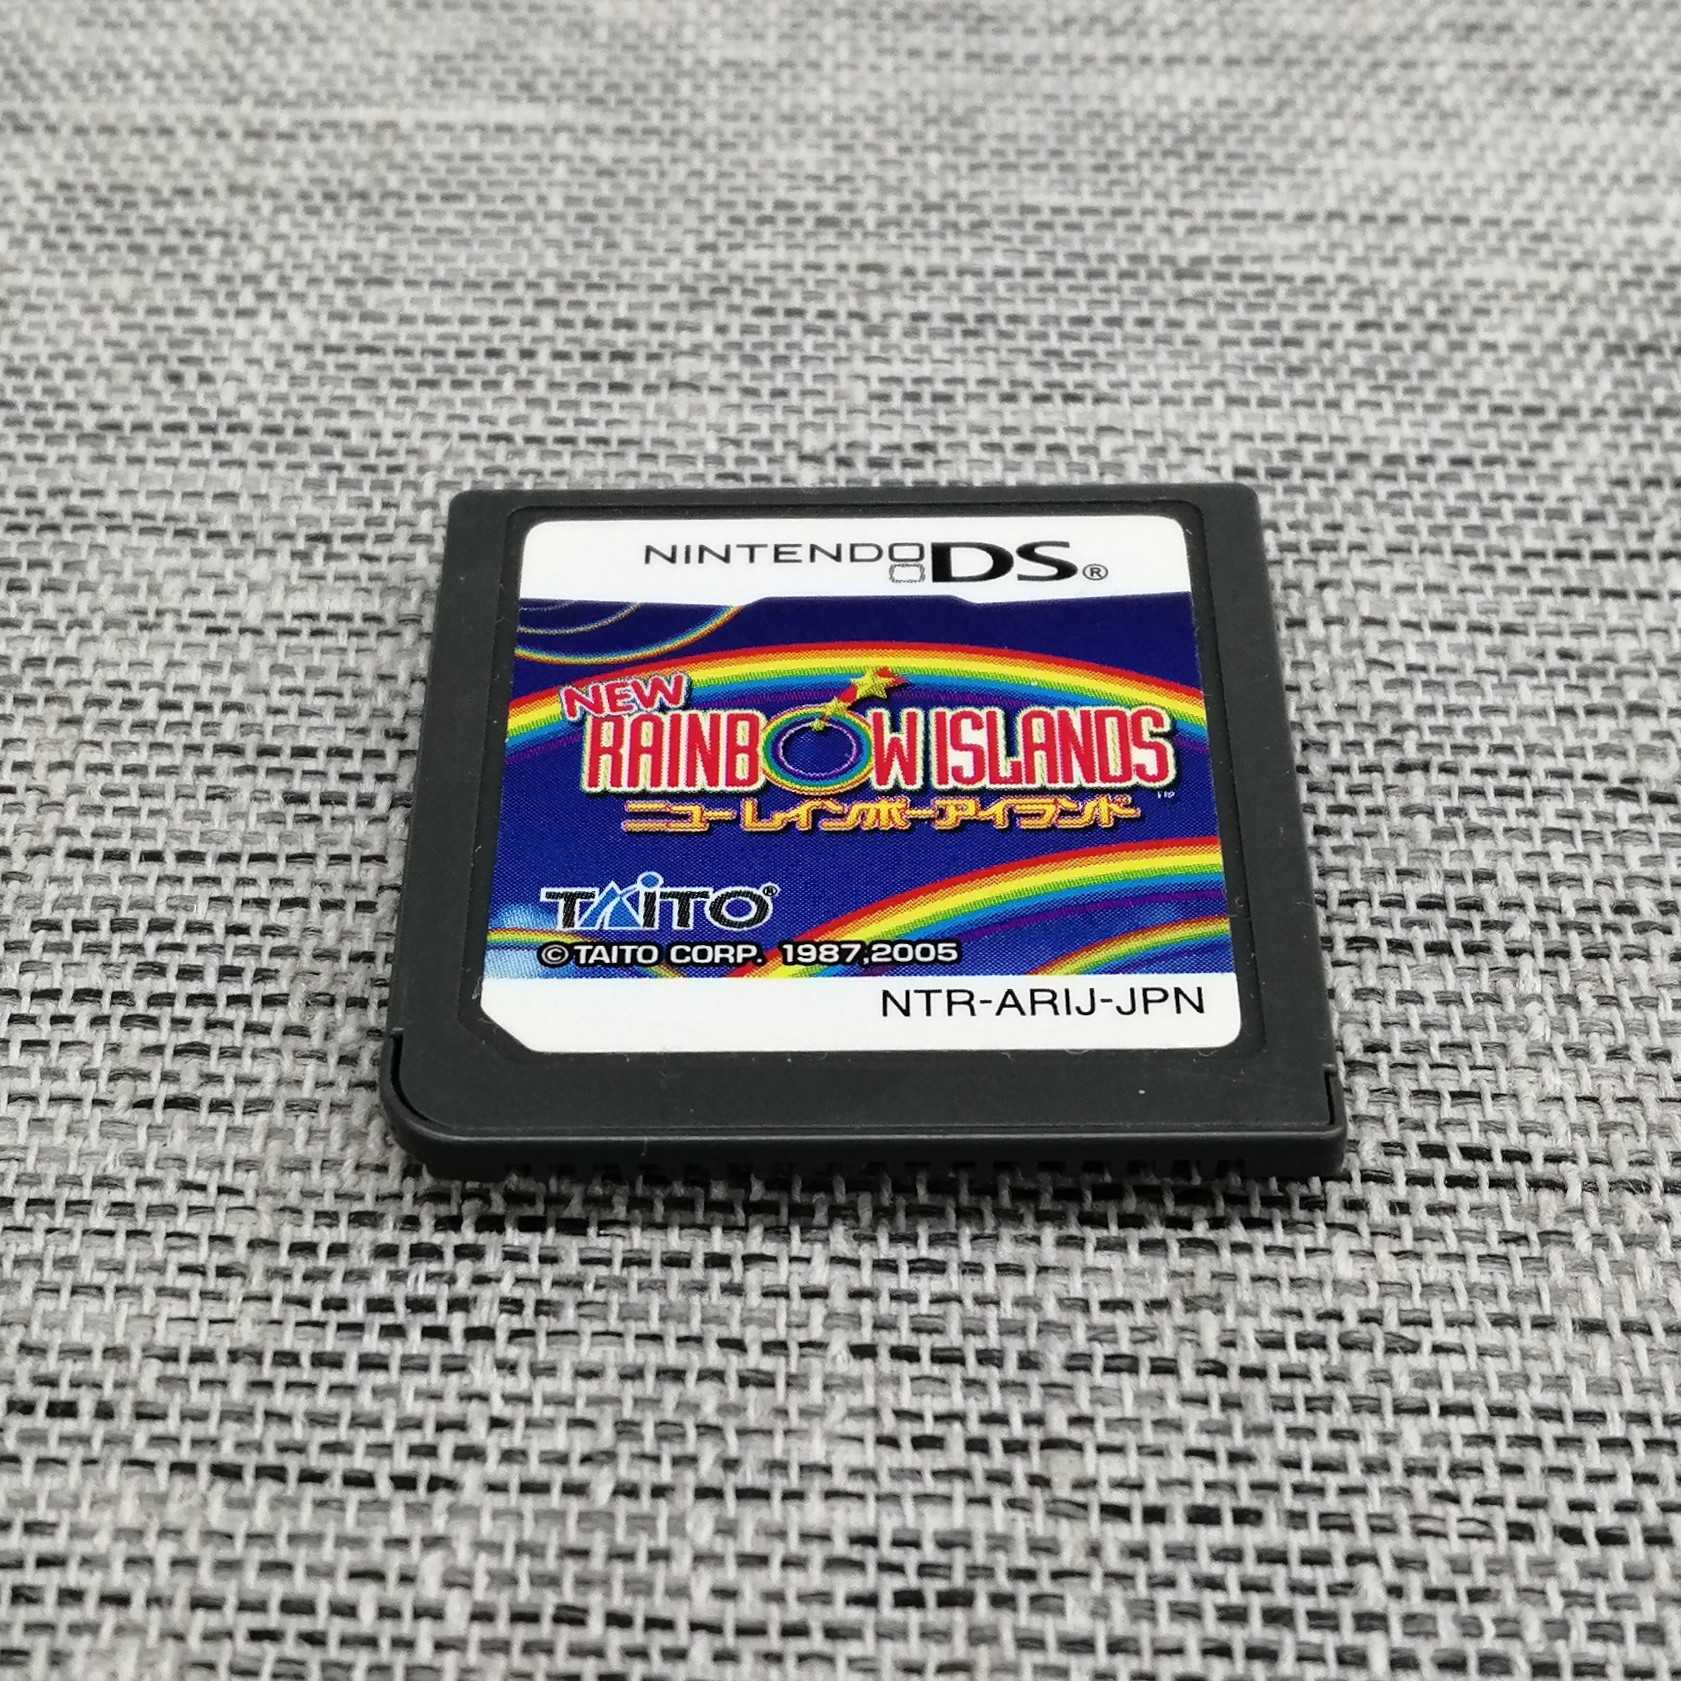 NINTENDO DS®
NEW
RAINBOW ISLANDS
ニューレインボーアイランド
TAITO®
© TAITO CORP. 1987,2005
NTR-ARIJ-JPN